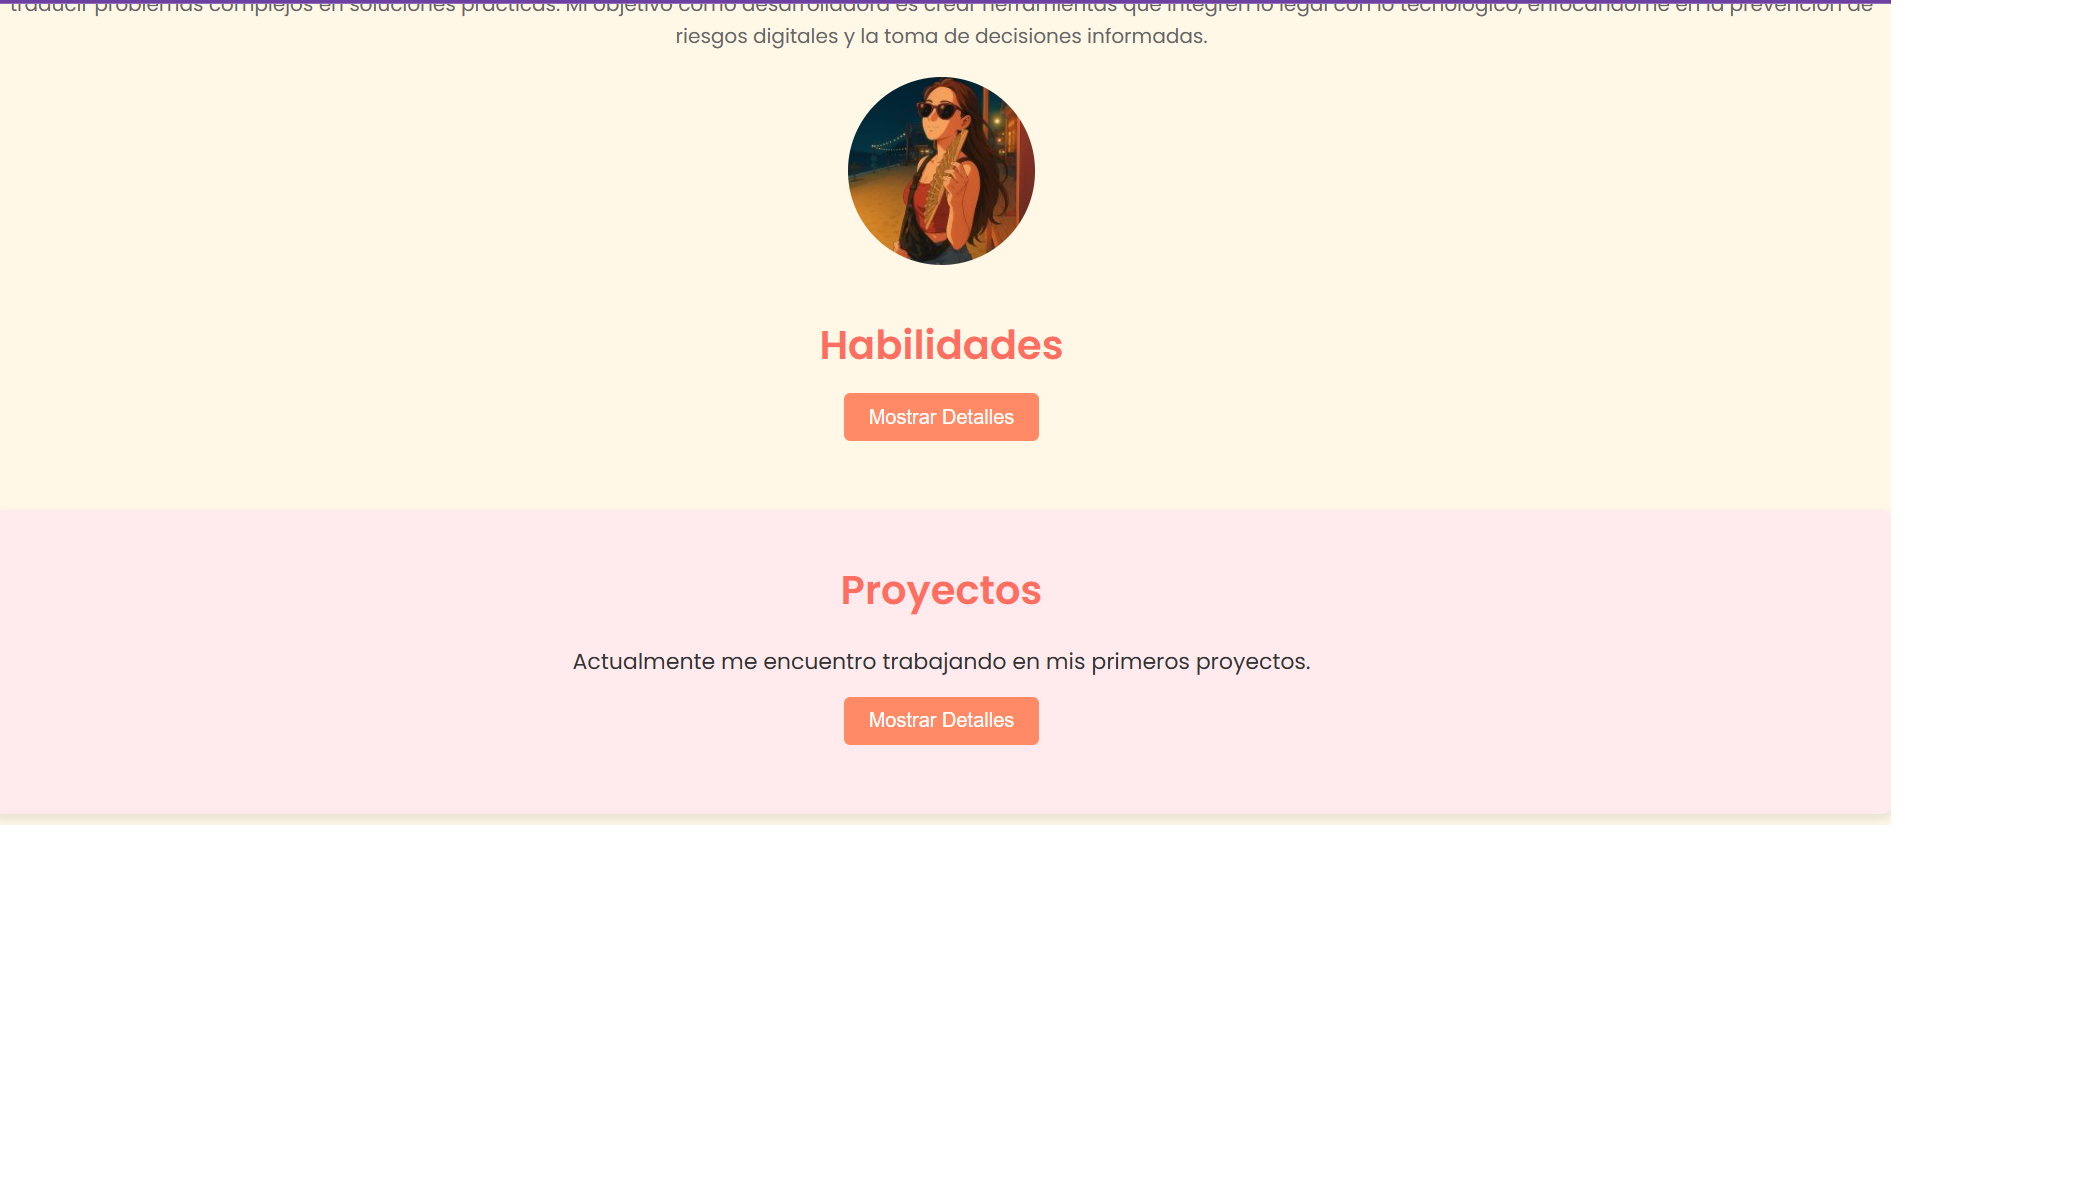 traducir problemas complejos en soluciones prácticas. Mi objetivo como desarrolladora es crear herramientas que integren lo legal con lo tecnológico, enfocándome en la prevención de
riesgos digitales y la toma de decisiones informadas.
Habilidades
Mostrar Detalles
Proyectos
Actualmente me encuentro trabajando en mis primeros proyectos.
Mostrar Detalles